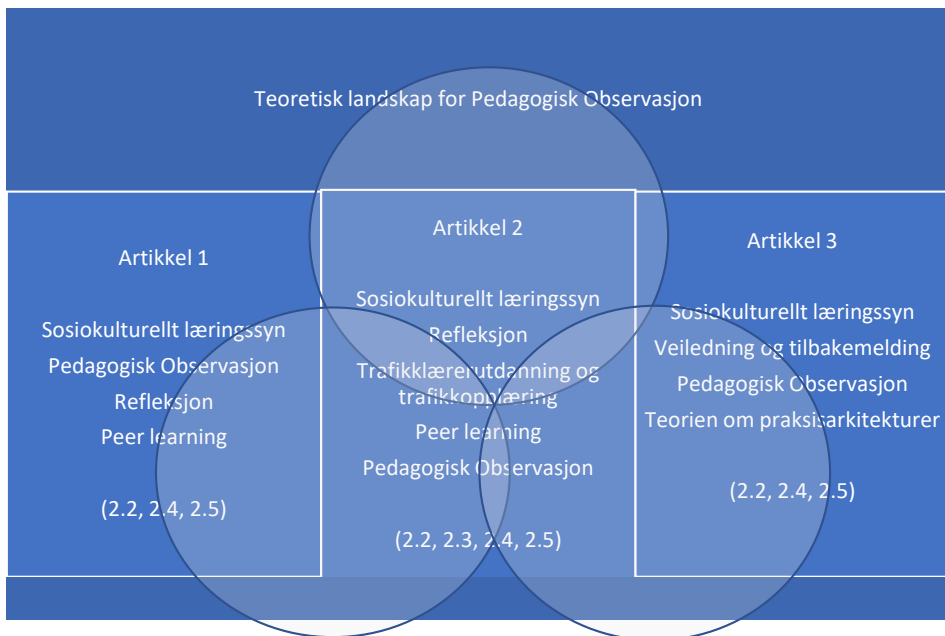 Teoretisk landskap for Pedagogisk Observasjon
Artikkel 1
Sosiokulturellt læringssyn
Pedagogisk Observasjon
Refleksjon
Peer learning
(2.2, 2.4, 2.5)
Artikkel 2
Sosiokulturellt læringssyn
Refleksjon
Trafikklærerutdanning og
trafikkopplæring
Peer learning
Pedagogisk Observasjon
(2.2, 2.3, 2.4, 2.5)
Artikkel 3
Sosiokulturellt læringssyn
Veiledning og tilbakemelding
Pedagogisk Observasjon
Teorien om praksisarkitekturer
(2.2, 2.4, 2.5)